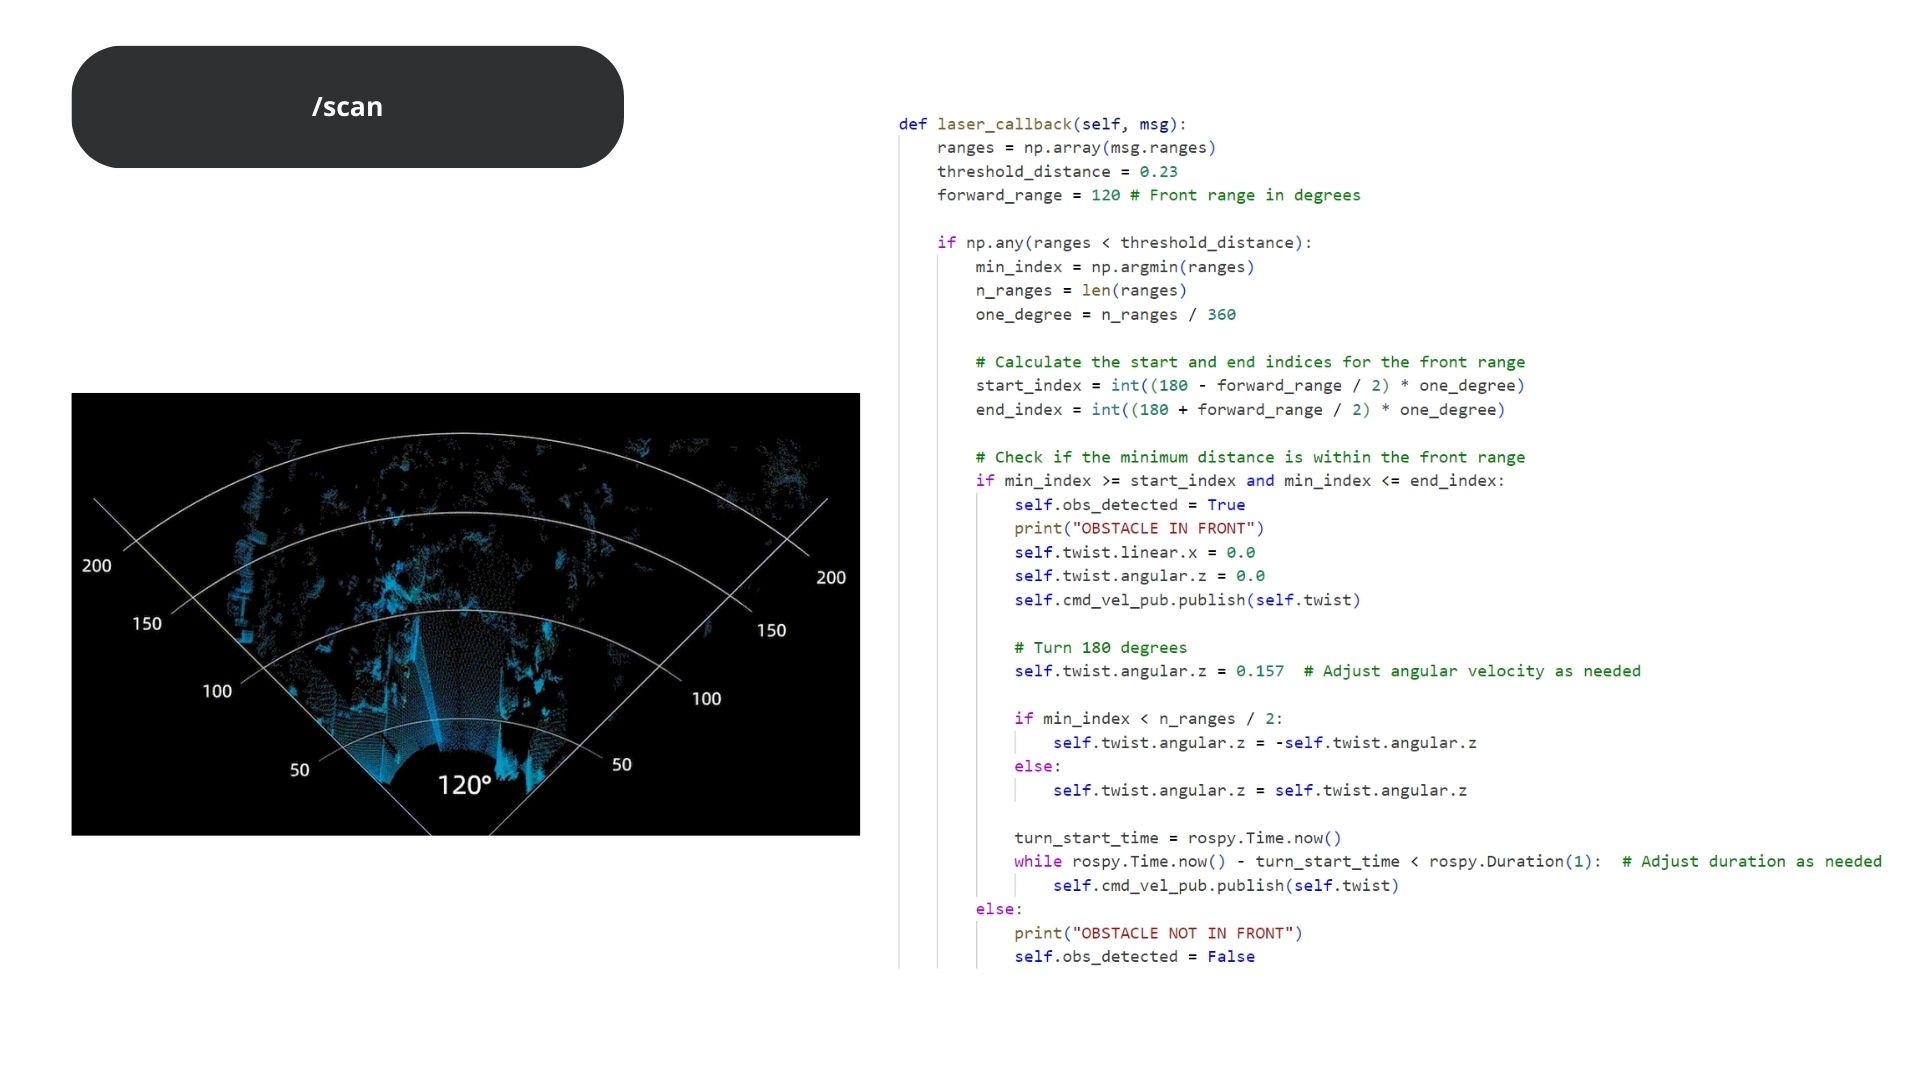 /scan
200
150
100
50
120°
50
100
150
200
def laser_callback(self, msg):
    ranges = np.array(msg.ranges)
    threshold_distance = 0.23
    forward_range = 120 # Front range in degrees

    if np.any(ranges < threshold_distance):
        min_index = np.argmin(ranges)
        n_ranges = len(ranges)
        one_degree = n_ranges / 360

        # Calculate the start and end indices for the front range
        start_index = int((180 - forward_range / 2) * one_degree)
        end_index = int((180 + forward_range / 2) * one_degree)

        # Check if the minimum distance is within the front range
        if min_index >= start_index and min_index <= end_index:
            self.obs_detected = True
            print("OBSTACLE IN FRONT")
            self.twist.linear.x = 0.0
            self.twist.angular.z = 0.0
            self.cmd_vel_pub.publish(self.twist)

            # Turn 180 degrees
            self.twist.angular.z = 0.157  # Adjust angular velocity as needed

            if min_index < n_ranges / 2:
                self.twist.angular.z = -self.twist.angular.z
            else:
                self.twist.angular.z = self.twist.angular.z

            turn_start_time = rospy.Time.now()
            while rospy.Time.now() - turn_start_time < rospy.Duration(1):  # Adjust duration as needed
                self.cmd_vel_pub.publish(self.twist)
        else:
            print("OBSTACLE NOT IN FRONT")
            self.obs_detected = False